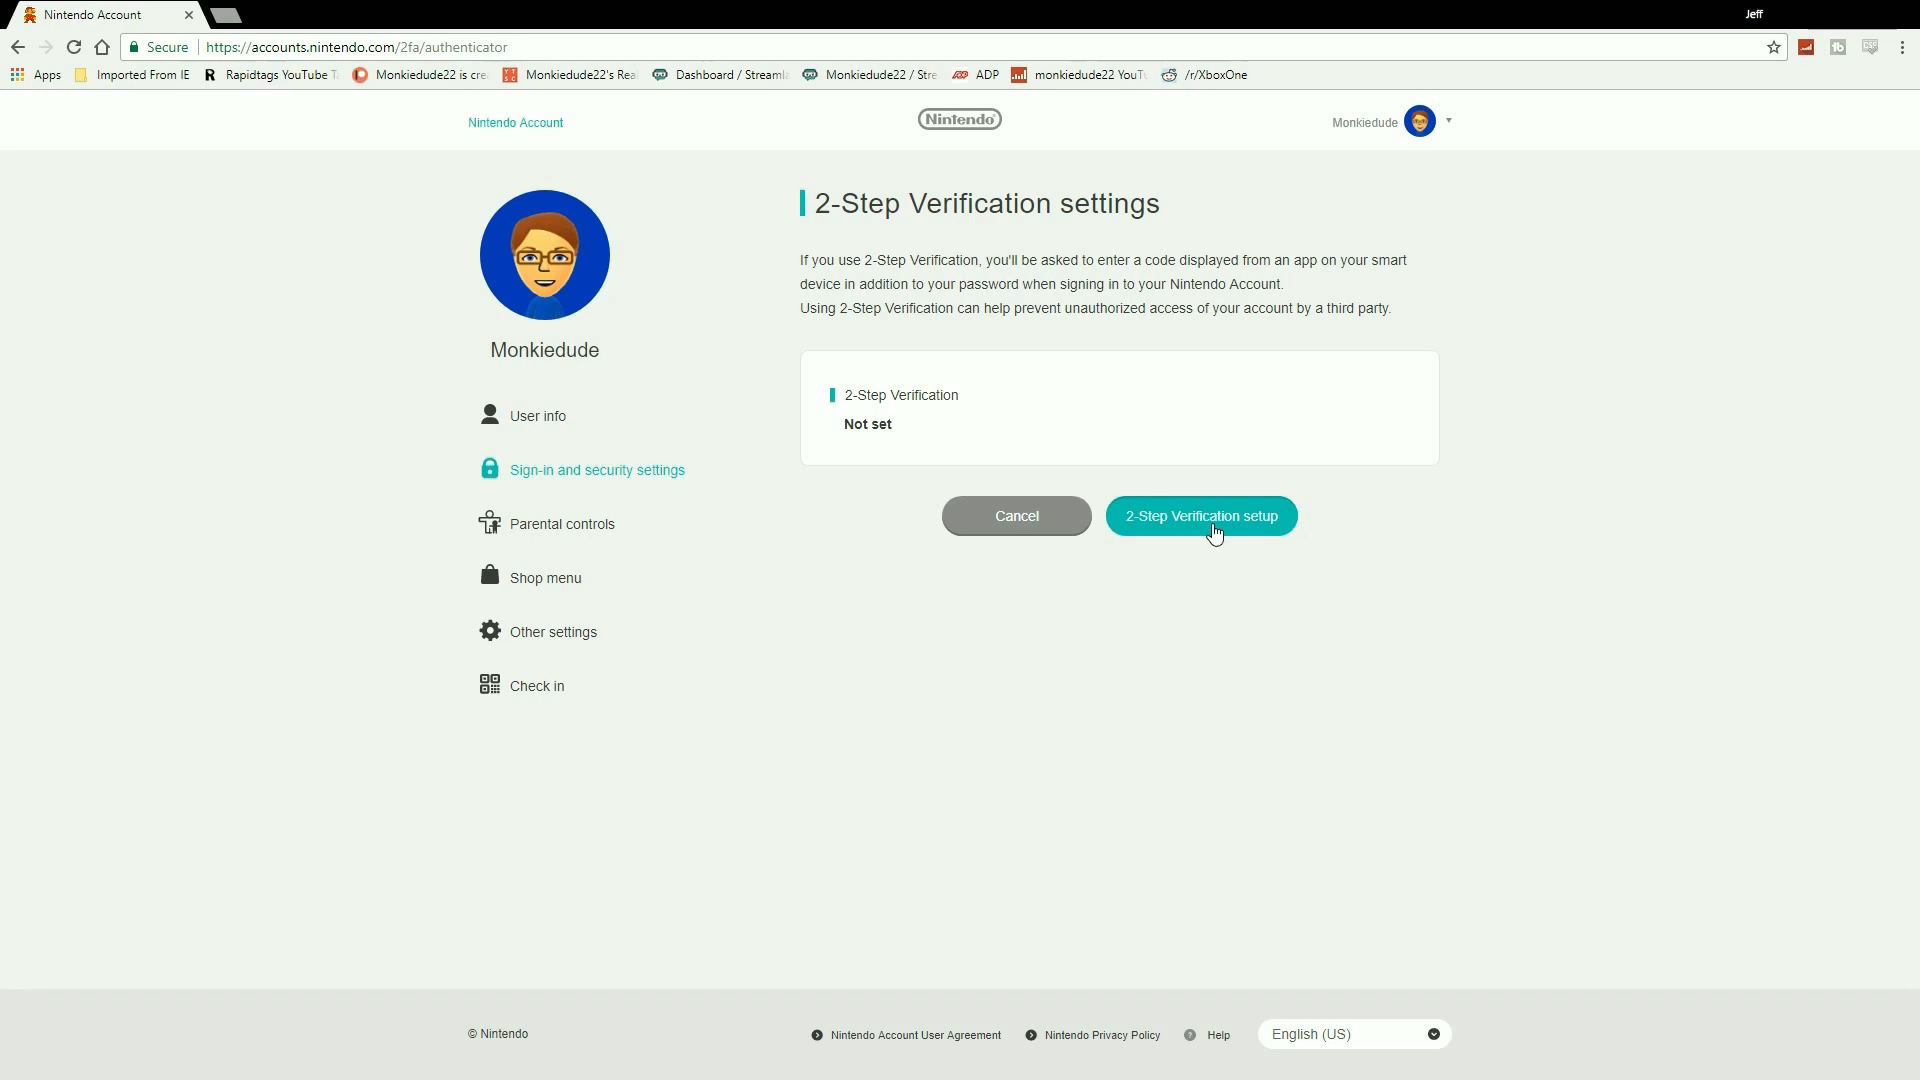 Nintendo Account
Jeff
Secure
https://accounts.nintendo.com/2fa/authenticator
Apps
Imported From IE
R Rapidtags YouTube T
Monkiedude22 is cre
Monkiedude22's Rea
Dashboard / Streaml
Monkiedude22 / Stre
ADP
monkiedude22 YouT
/r/XboxOne
Nintendo Account
Nintendo
Monkiedude
Monkiedude
User info
Sign-in and security settings
Parental controls
Shop menu
Other settings
Check in
2-Step Verification settings
If you use 2-Step Verification, you'll be asked to enter a code displayed from an app on your smart
device in addition to your password when signing in to your Nintendo Account.
Using 2-Step Verification can help prevent unauthorized access of your account by a third party.
2-Step Verification
Not set
Cancel
2-Step Verification setup
© Nintendo
Nintendo Account User Agreement
Nintendo Privacy Policy
Help
English (US)